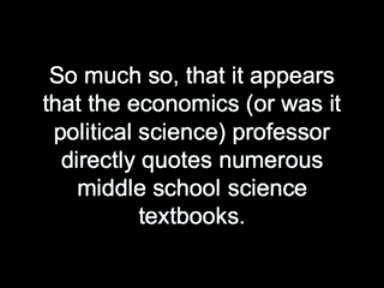 So much so, that it appears
that the economics (or was it
political science) professor
directly quotes numerous
middle school science
textbooks.